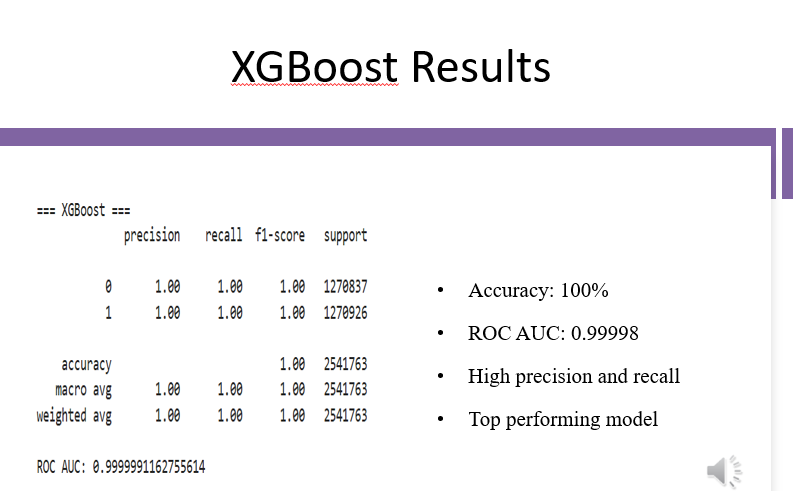 XGBoost Results
=== XGBoost ===
precision recall f1-score support
0 1.00 1.00 1.00 1270837
1 1.00 1.00 1.00 1270926
accuracy 1.00 2541763
macro avg 1.00 1.00 1.00 2541763
weighted avg 1.00 1.00 1.00 2541763
ROC AUC: 0.9999991162755614
• Accuracy: 100%
• ROC AUC: 0.99998
• High precision and recall
• Top performing model